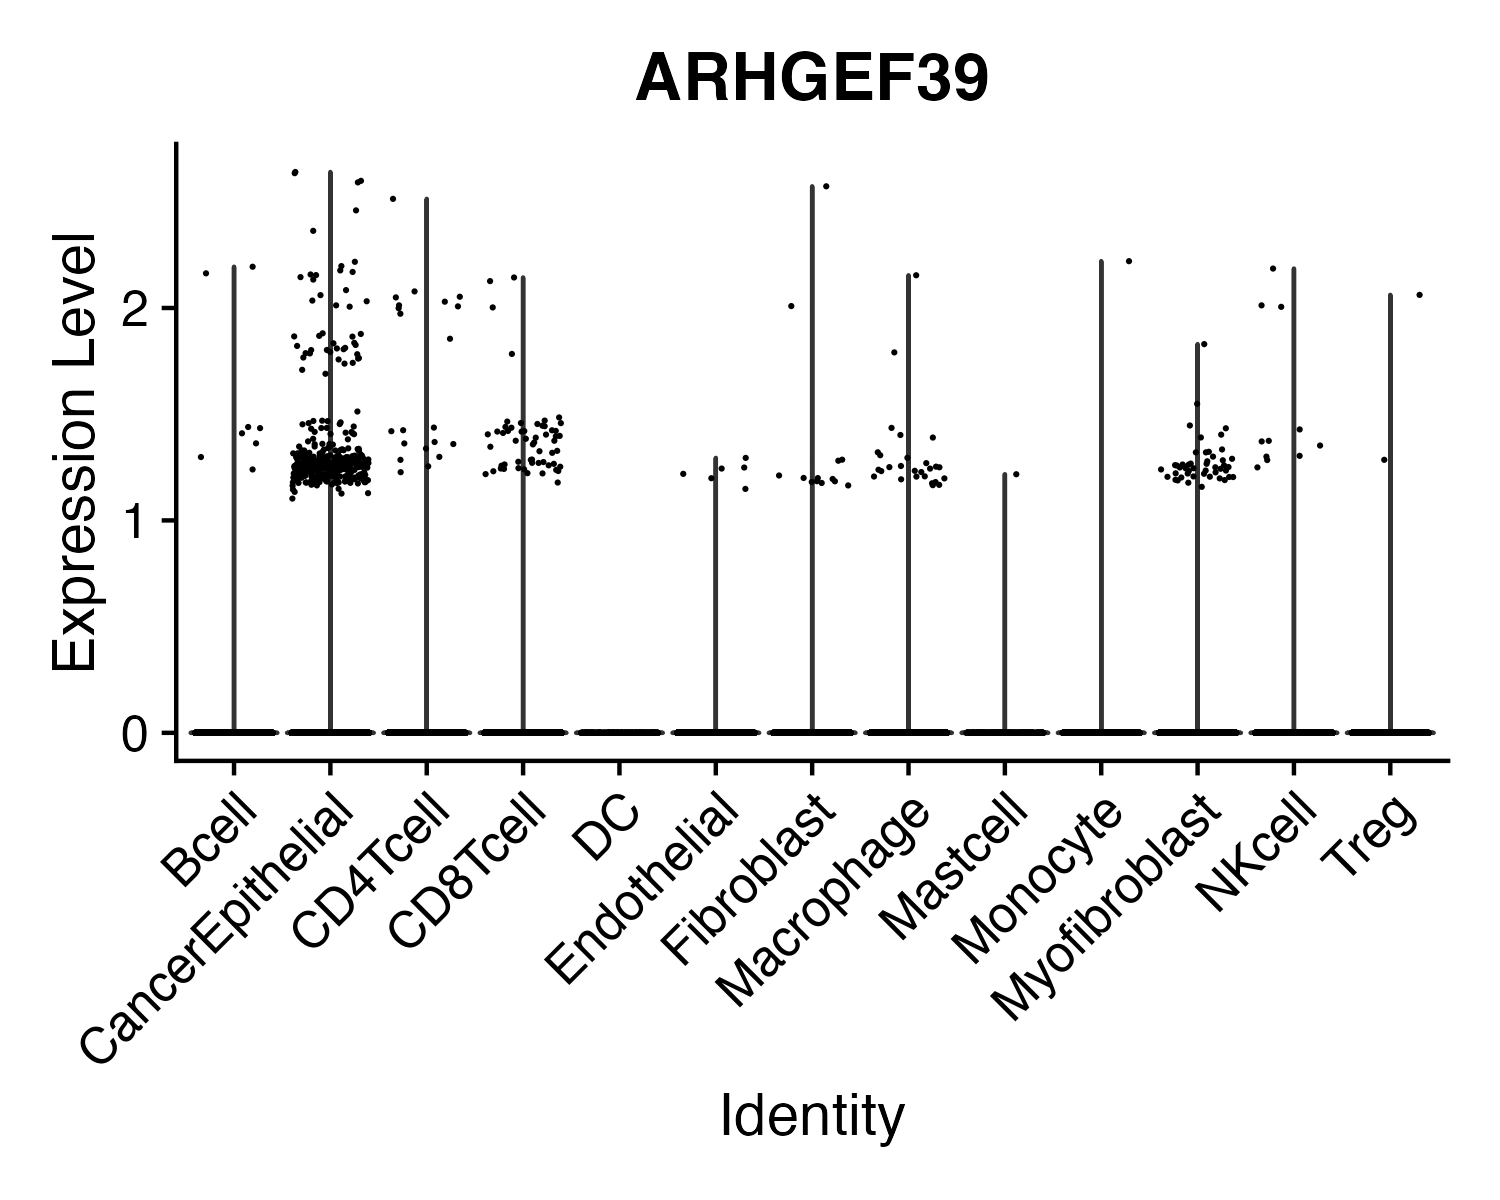 ARHGEF39
Expression Level
2
1
0
Bcell
CancerEpithelial
CD4Tcell
CD8Tcell
DC
Endothelial
Fibroblast
Macrophage
Mastcell
Monocyte
Myofibroblast
NKcell
Treg
Identity